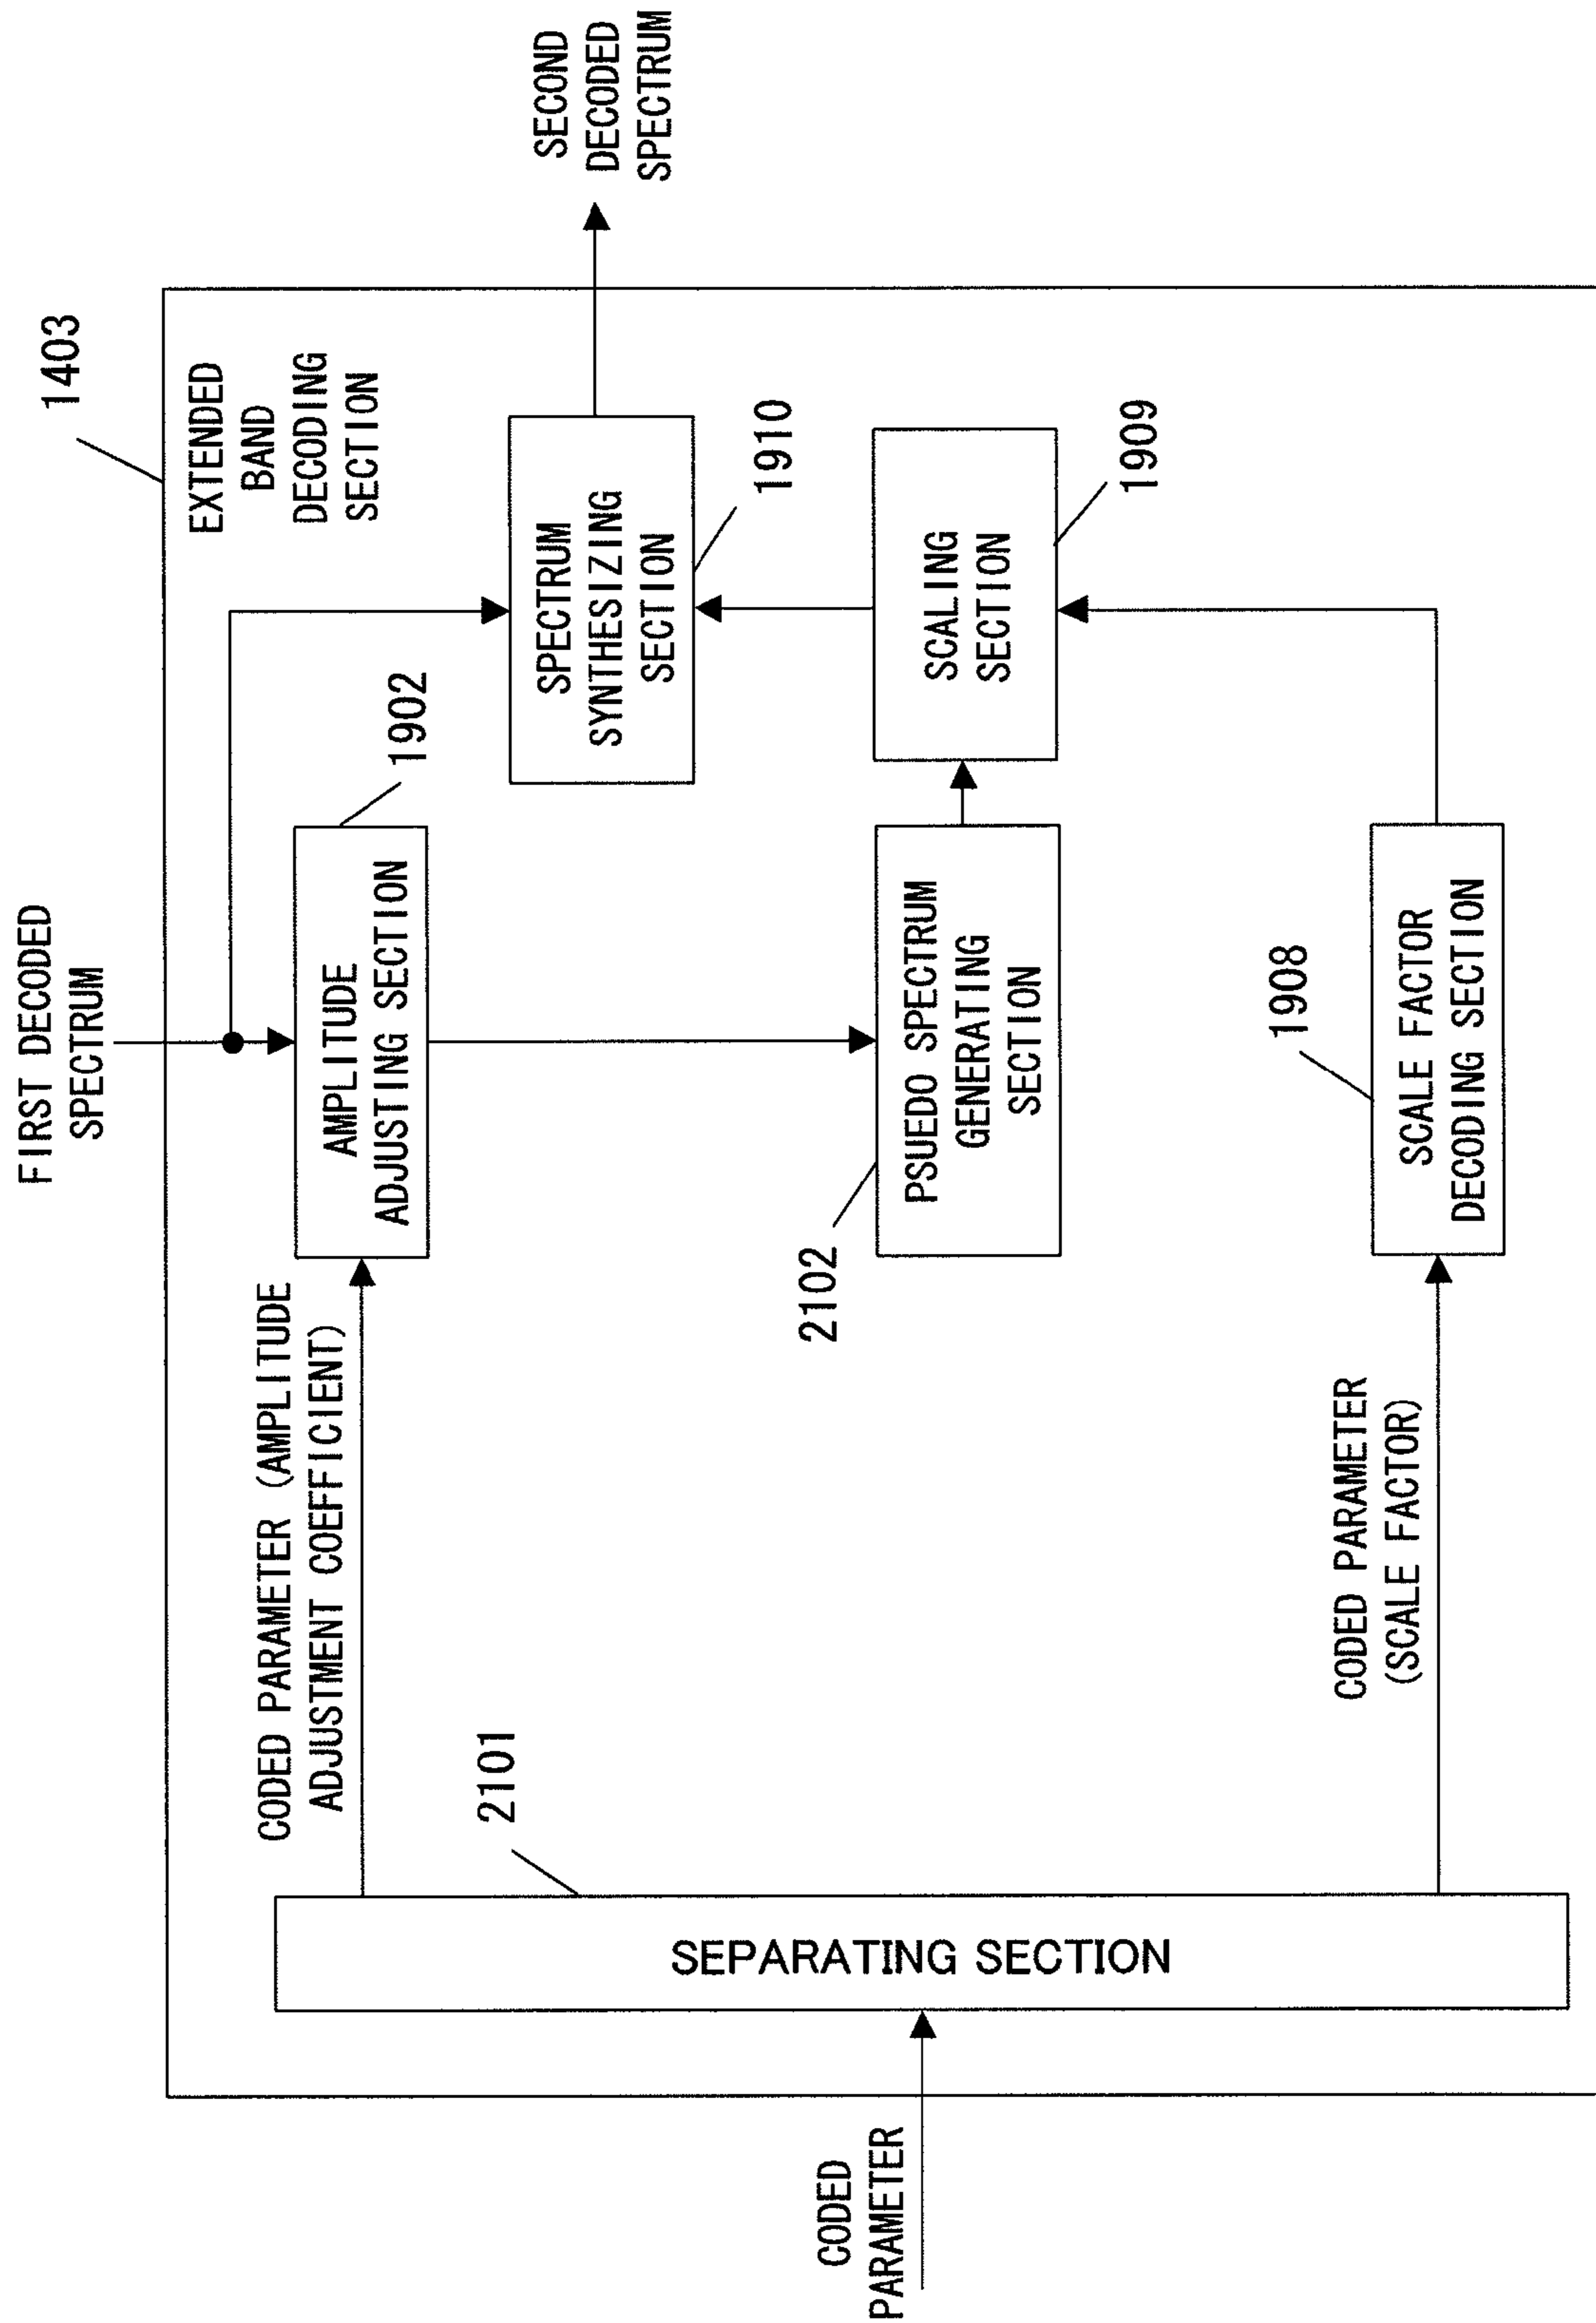 FIRST DECODED
SPECTRUM
1403
EXTENDED
BAND
DECODING
SECTION
CODED PARAMETER (AMPLITUDE
ADJUSTMENT COEFFICIENT)
AMPLITUDE
ADJUSTING SECTION
1902
SECOND
DECODED
SPECTRUM
SPECTRUM
SYNTHESIZING
SECTION
1910
2101
SEPARATING SECTION
CODED
PARAMETER
2102
PSUEDO SPECTRUM
GENERATING
SECTION
SCALING
SECTION
1909
CODED PARAMETER
(SCALE FACTOR)
1908
SCALE FACTOR
DECODING SECTION